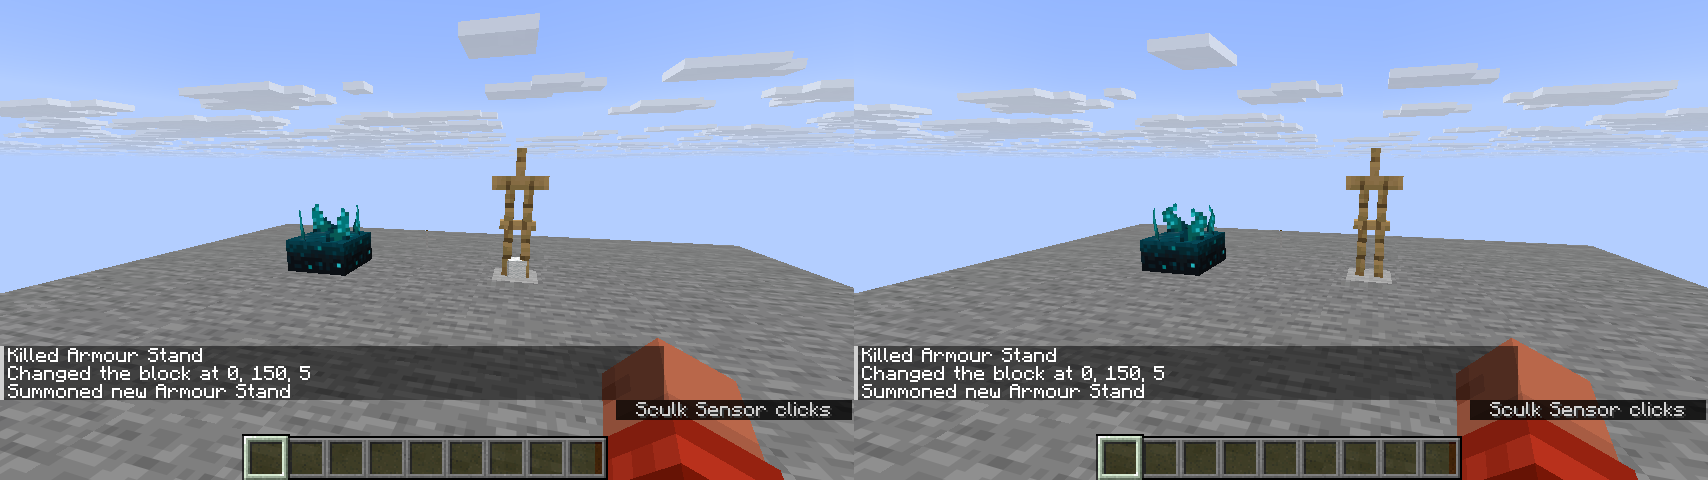 Killed Armour Stand
Changed the block at 0, 150, 5
Summoned new Armour Stand
Sculk Sensor clicks
Killed Armour Stand
Changed the block at 0, 150, 5
Summoned new Armour Stand
Sculk Sensor clicks